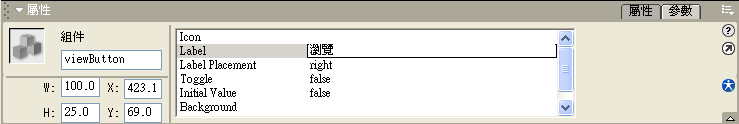 屬性
屬性 參數
組件
viewButton
W: 100.0 X: 423.1
H: 25.0 Y: 69.0
Icon
Label [瀏覽]
Label Placement right
Toggle false
Initial Value false
Background